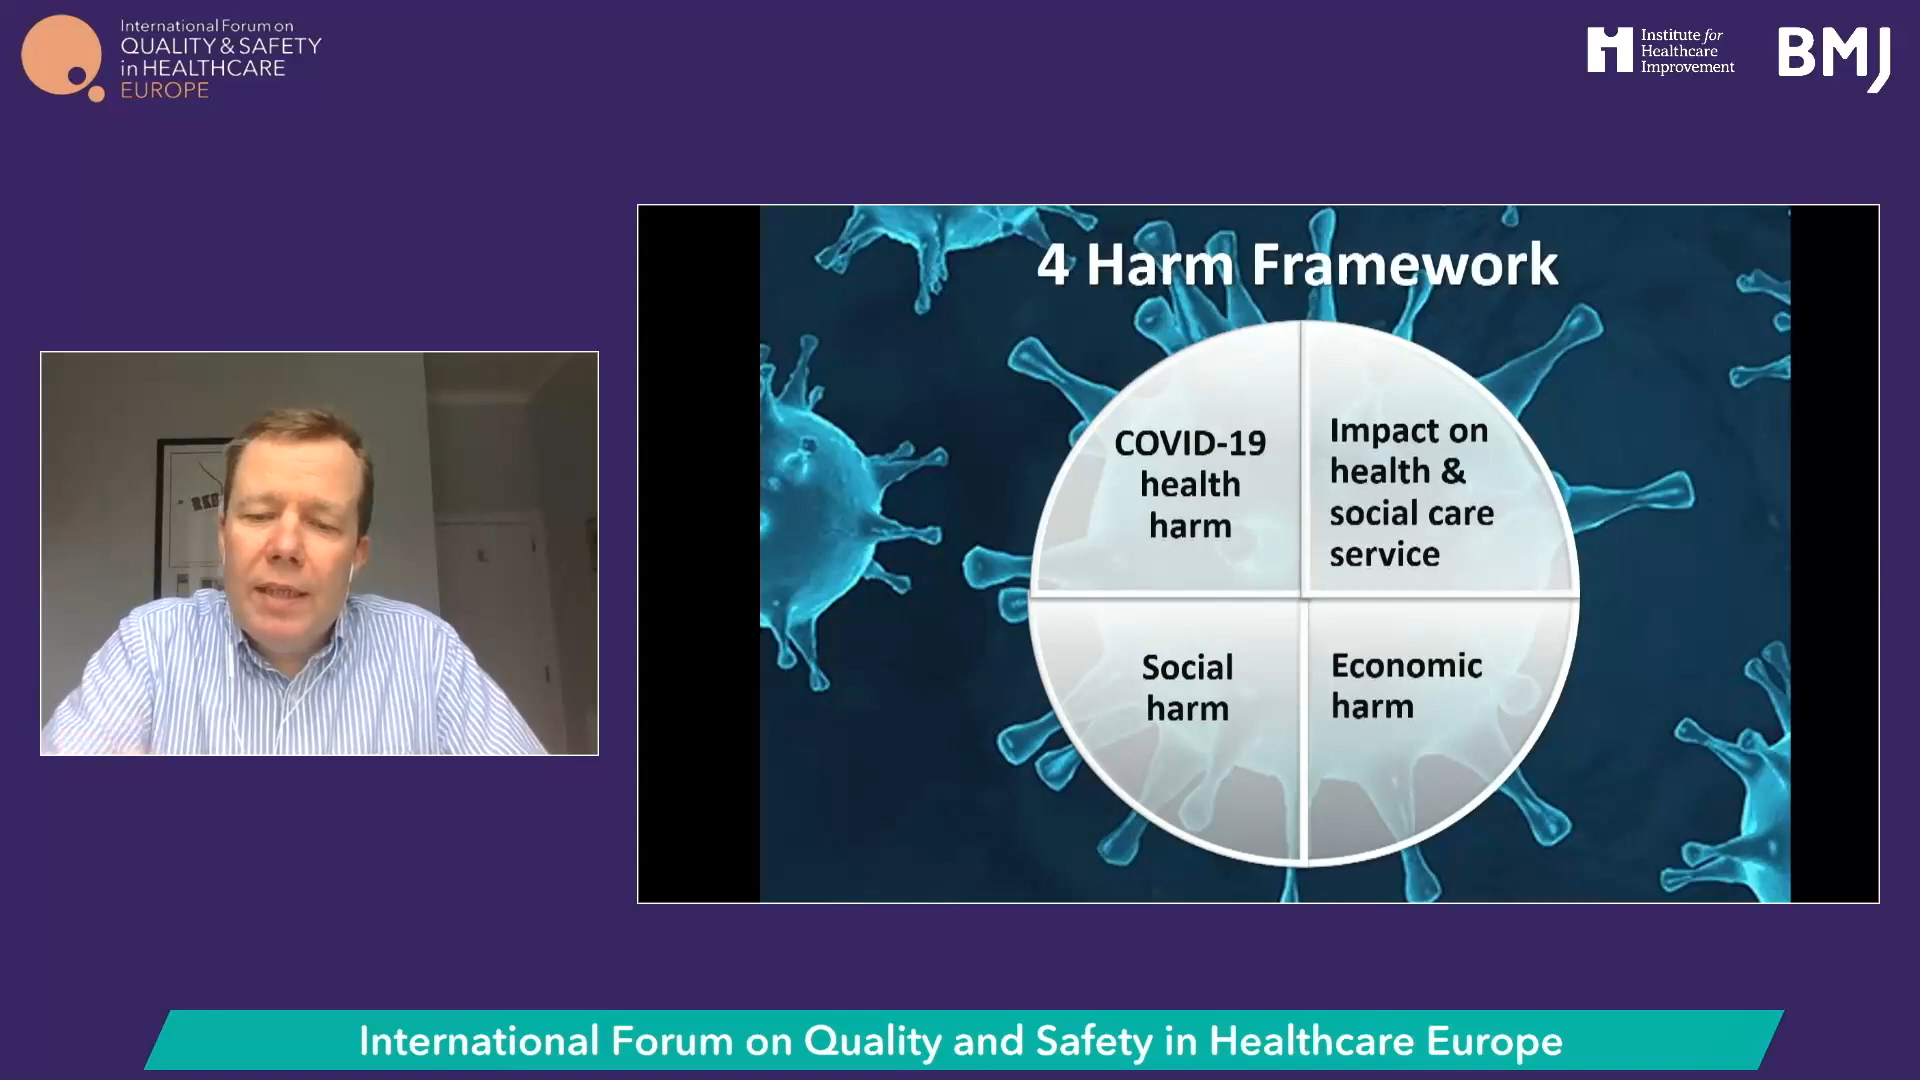 International Forum on
QUALITY & SAFETY
in HEALTHCARE
EUROPE
Institute for
Healthcare
Improvement
BMJ
4 Harm Framework
COVID-19
health
harm
Impact on
health &
social care
service
Social
harm
Economic
harm
International Forum on Quality and Safety in Healthcare Europe